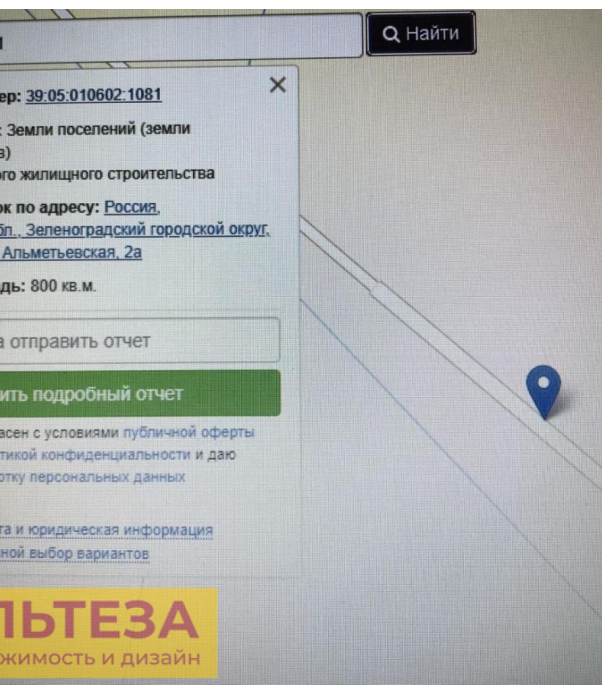 Найти
ер: 39:05:010602:1081
: Земли поселений (земли
в)
го жилищного строительства
ок по адресу: Россия,
бл., Зеленоградский городской округ,
Альметьевская, 2а
дь: 800 кв.м.
а отправить отчет
ить подробный отчет
асен с условиями публичной оферты
тикой конфиденциальности и даю
отку персональных данных
та и юридическая информация
ной выбор вариантов
ЛЬТЕЗА
жимость и дизайн